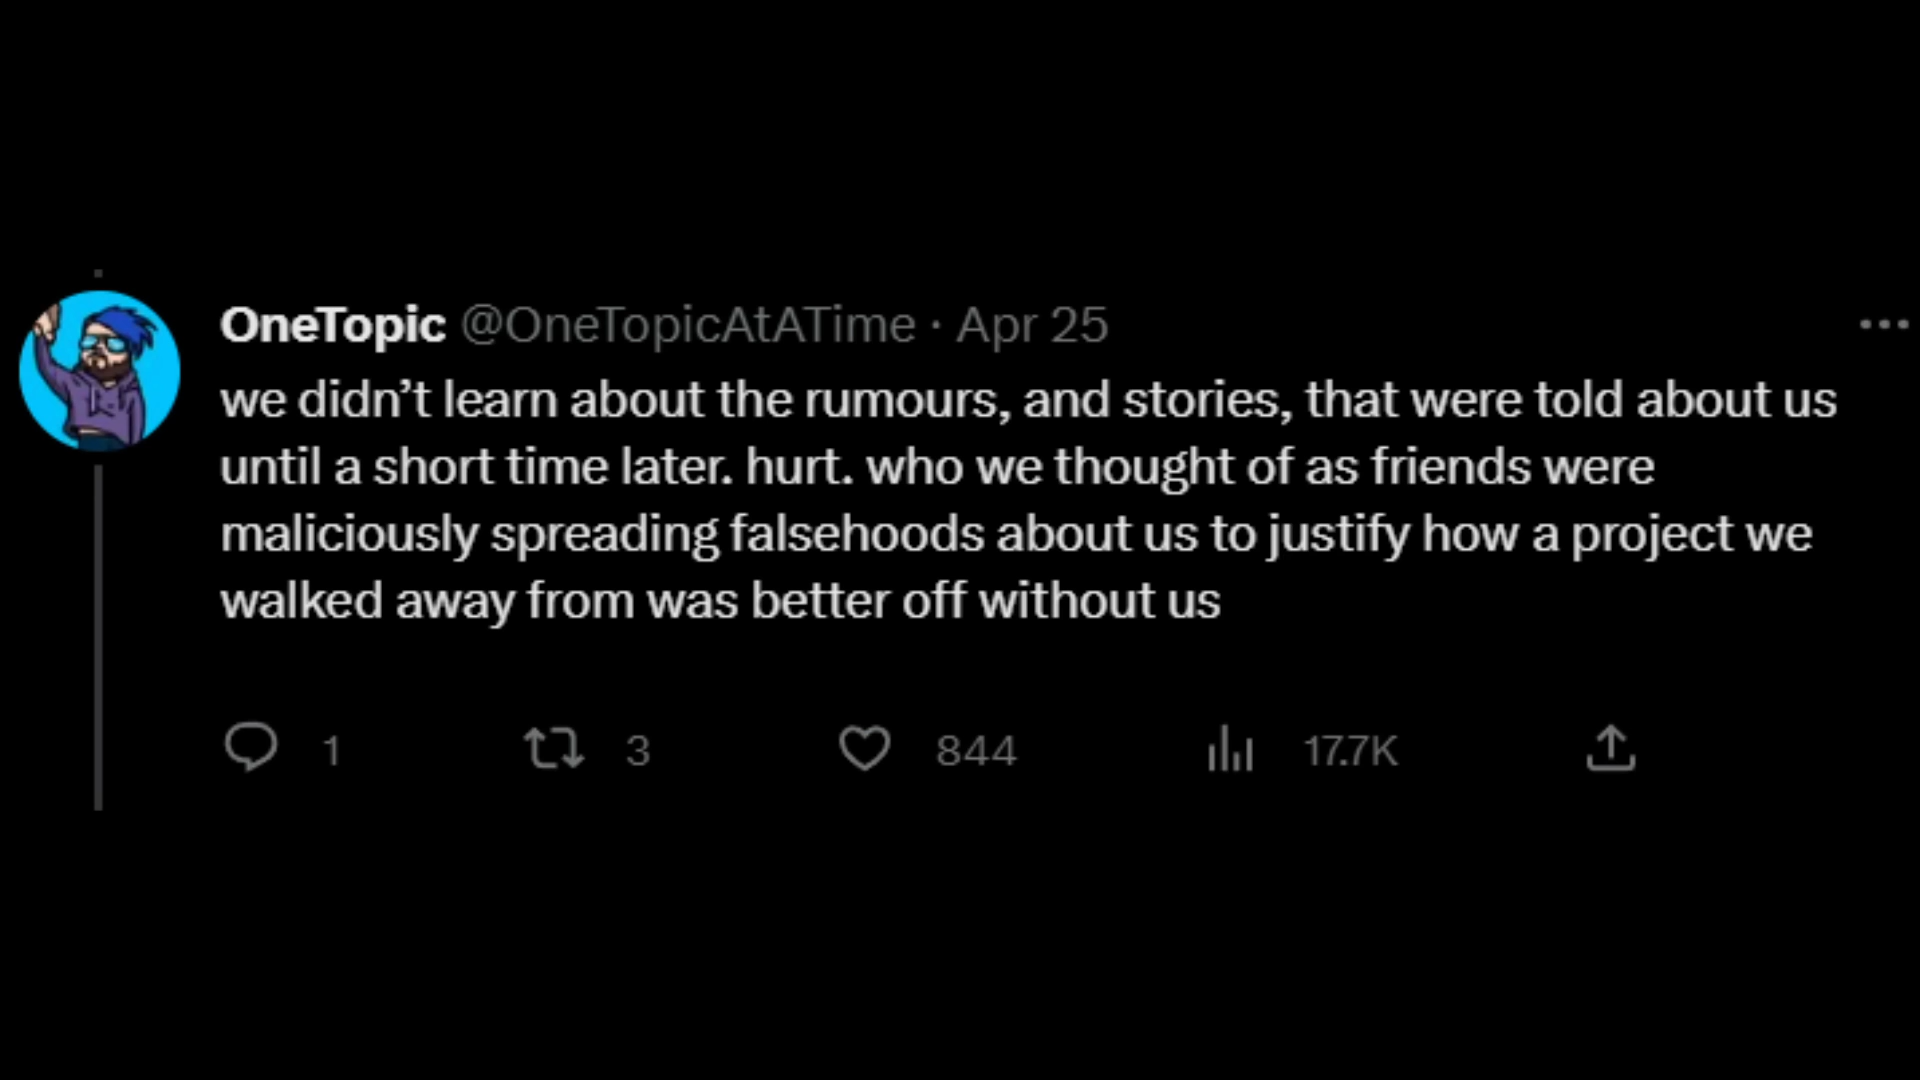 OneTopic @OneTopicAtATime · Apr 25
we didn’t learn about the rumours, and stories, that were told about us
until a short time later. hurt. who we thought of as friends were
maliciously spreading falsehoods about us to justify how a project we
walked away from was better off without us
1 3 844 17.7K